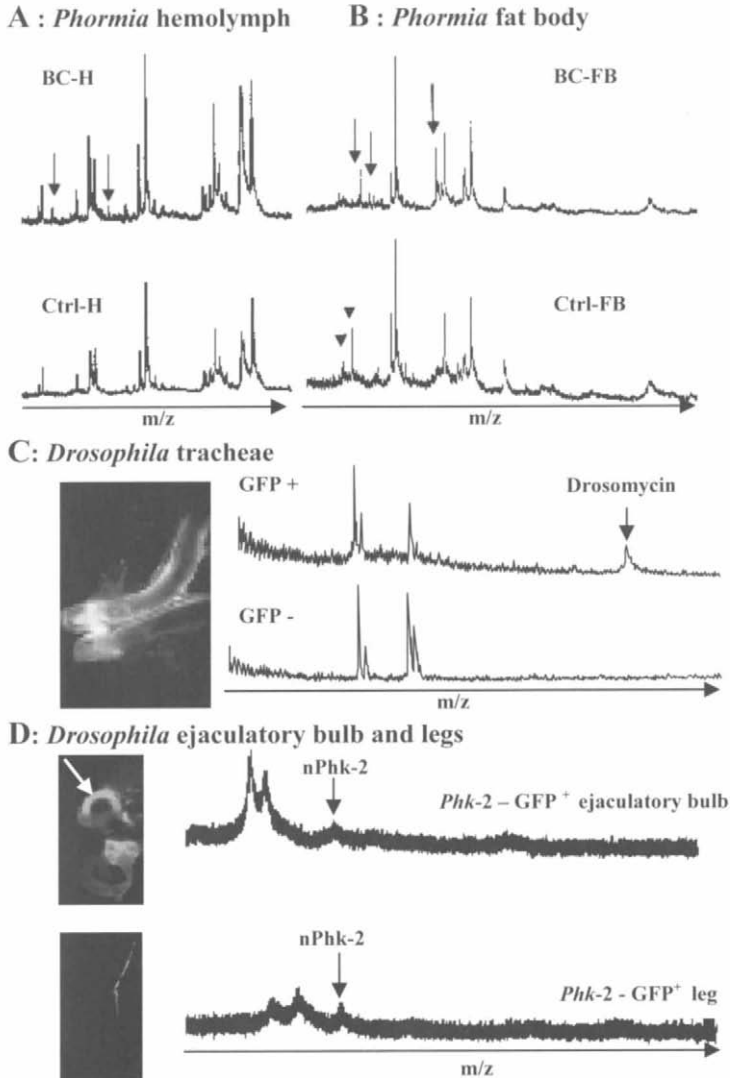 A : Phormia hemolymph
B : Phormia fat body
BC-H
BC-FB
Ctrl-H
Ctrl-FB
m/z
m/z
C: Drosophila tracheae
GFP +
Drosomycin
GFP -
m/z
D: Drosophila ejaculatory bulb and legs
nPhk-2
Phk-2 – GFP + ejaculatory bulb
nPhk-2
Phk-2 - GFP+ leg
m/z